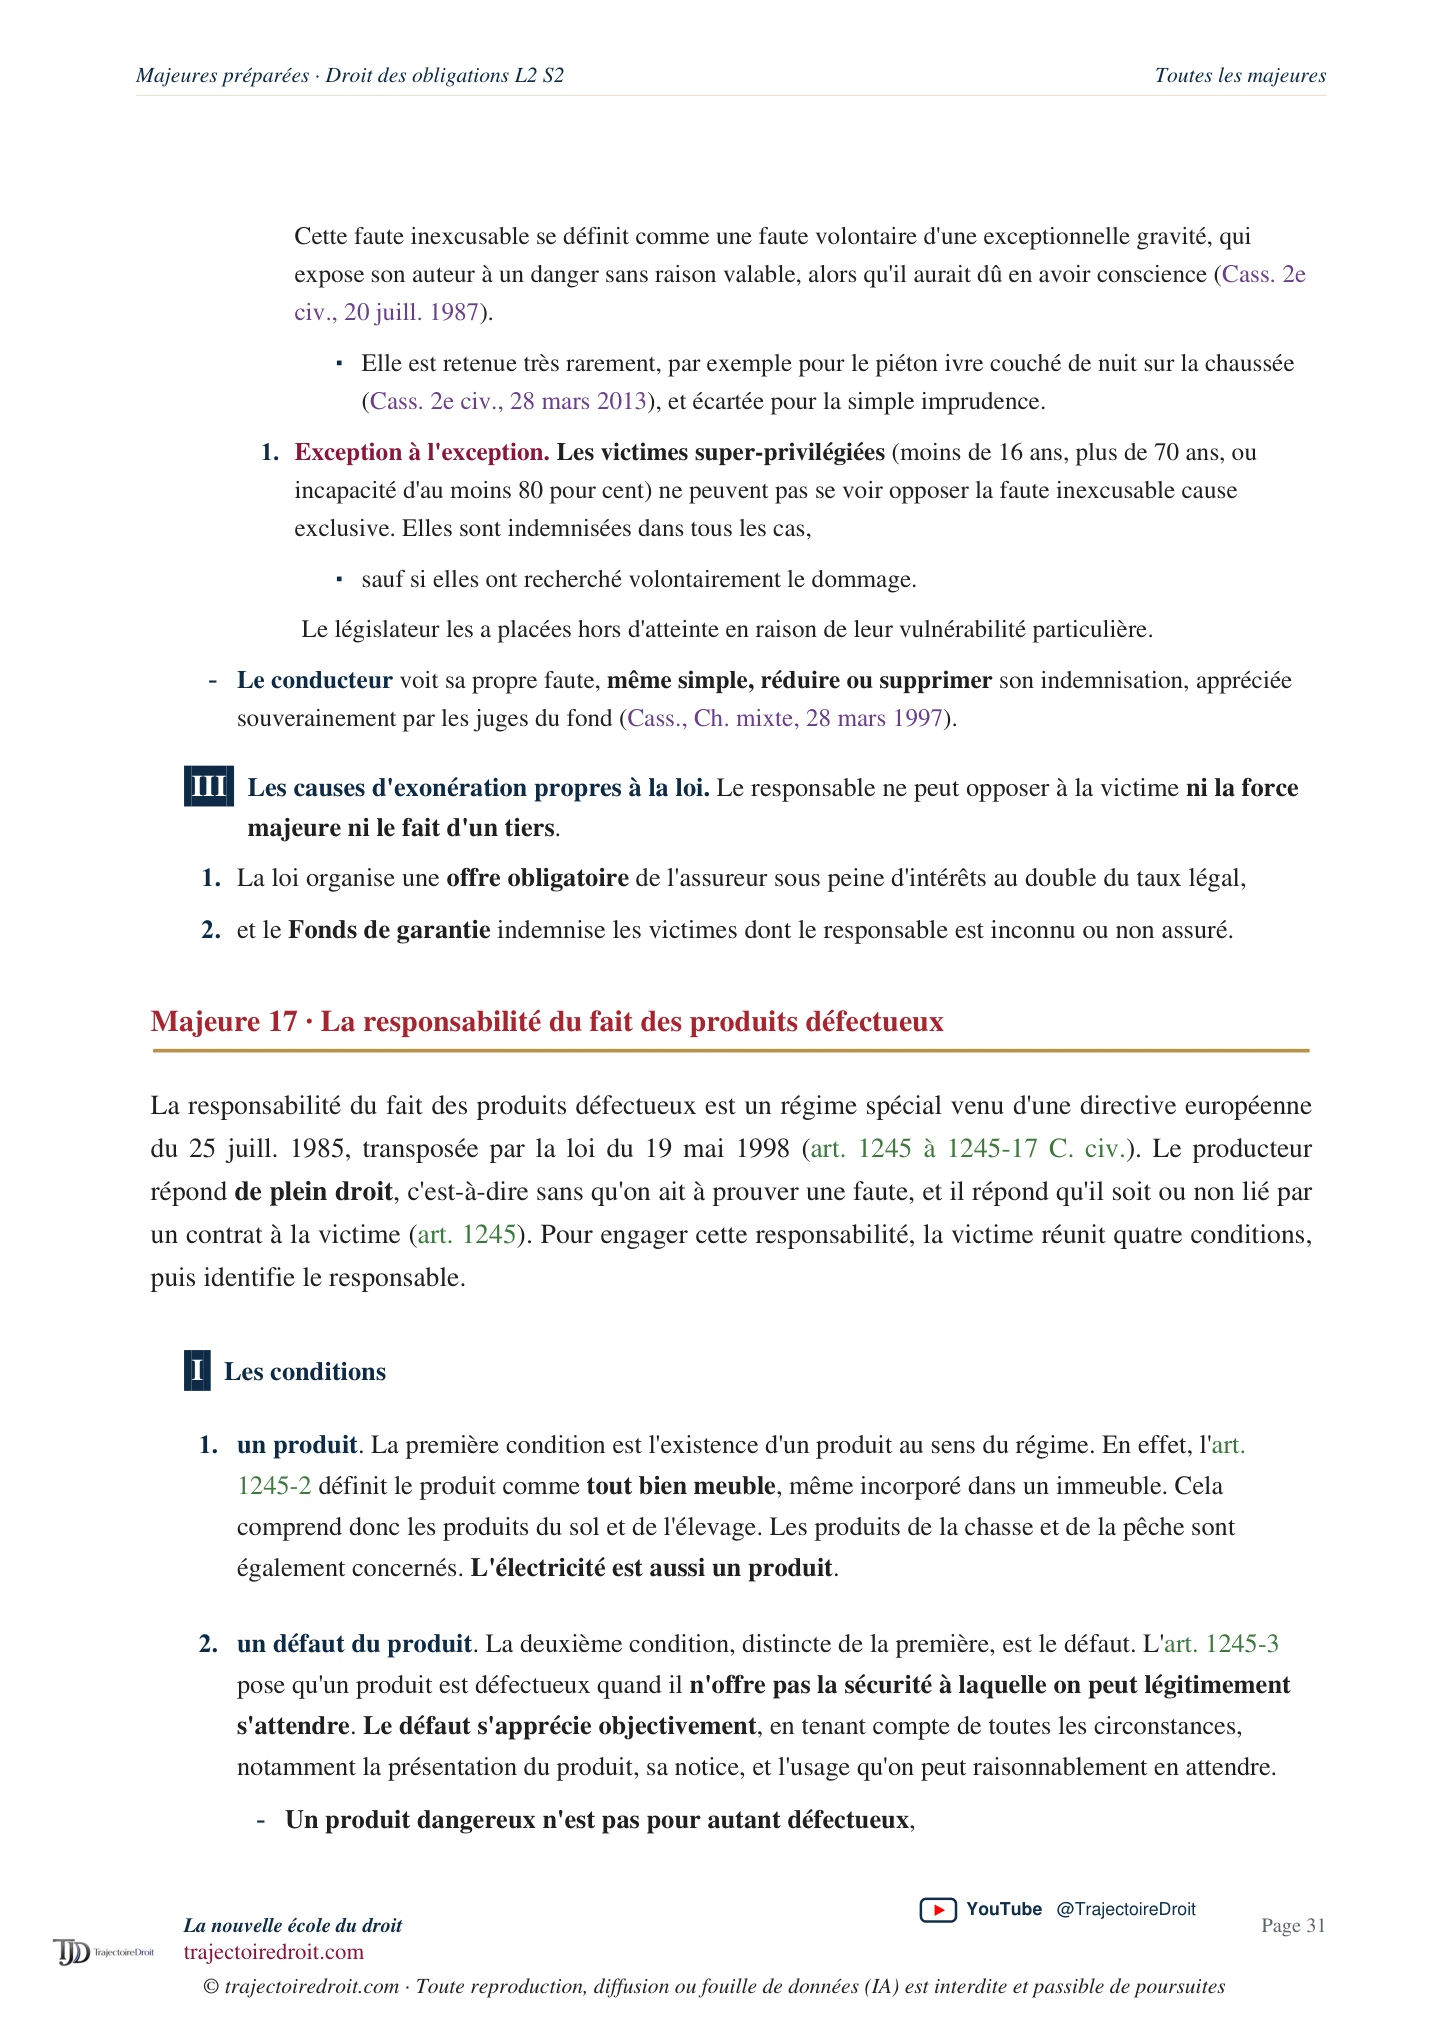 Majeures préparées · Droit des obligations L2 S2
Toutes les majeures
Cette faute inexcusable se définit comme une faute volontaire d'une exceptionnelle gravité, qui
expose son auteur à un danger sans raison valable, alors qu'il aurait dû en avoir conscience (Cass. 2e
civ., 20 juill. 1987).
▪ Elle est retenue très rarement, par exemple pour le piéton ivre couché de nuit sur la chaussée
(Cass. 2e civ., 28 mars 2013), et écartée pour la simple imprudence.
1. Exception à l'exception. Les victimes super-privilégiées (moins de 16 ans, plus de 70 ans, ou
incapacité d'au moins 80 pour cent) ne peuvent pas se voir opposer la faute inexcusable cause
exclusive. Elles sont indemnisées dans tous les cas,
▪ sauf si elles ont recherché volontairement le dommage.
Le législateur les a placées hors d'atteinte en raison de leur vulnérabilité particulière.
- Le conducteur voit sa propre faute, même simple, réduire ou supprimer son indemnisation, appréciée
souverainement par les juges du fond (Cass., Ch. mixte, 28 mars 1997).
III Les causes d'exonération propres à la loi. Le responsable ne peut opposer à la victime ni la force
majeure ni le fait d'un tiers.
1. La loi organise une offre obligatoire de l'assureur sous peine d'intérêts au double du taux légal,
2. et le Fonds de garantie indemnise les victimes dont le responsable est inconnu ou non assuré.
Majeure 17 · La responsabilité du fait des produits défectueux
La responsabilité du fait des produits défectueux est un régime spécial venu d'une directive européenne
du 25 juill. 1985, transposée par la loi du 19 mai 1998 (art. 1245 à 1245-17 C. civ.). Le producteur
répond de plein droit, c'est-à-dire sans qu'on ait à prouver une faute, et il répond qu'il soit ou non lié par
un contrat à la victime (art. 1245). Pour engager cette responsabilité, la victime réunit quatre conditions,
puis identifie le responsable.
I Les conditions
1. un produit. La première condition est l'existence d'un produit au sens du régime. En effet, l'art.
1245-2 définit le produit comme tout bien meuble, même incorporé dans un immeuble. Cela
comprend donc les produits du sol et de l'élevage. Les produits de la chasse et de la pêche sont
également concernés. L'électricité est aussi un produit.
2. un défaut du produit. La deuxième condition, distincte de la première, est le défaut. L'art. 1245-3
pose qu'un produit est défectueux quand il n'offre pas la sécurité à laquelle on peut légitimement
s'attendre. Le défaut s'apprécie objectivement, en tenant compte de toutes les circonstances,
notamment la présentation du produit, sa notice, et l'usage qu'on peut raisonnablement en attendre.
- Un produit dangereux n'est pas pour autant défectueux,
YouTube @TrajectoireDroit
La nouvelle école du droit
Page 31
TJD TrajectoireDroit
trajectoiredroit.com
© trajectoiredroit.com · Toute reproduction, diffusion ou fouille de données (IA) est interdite et passible de poursuites